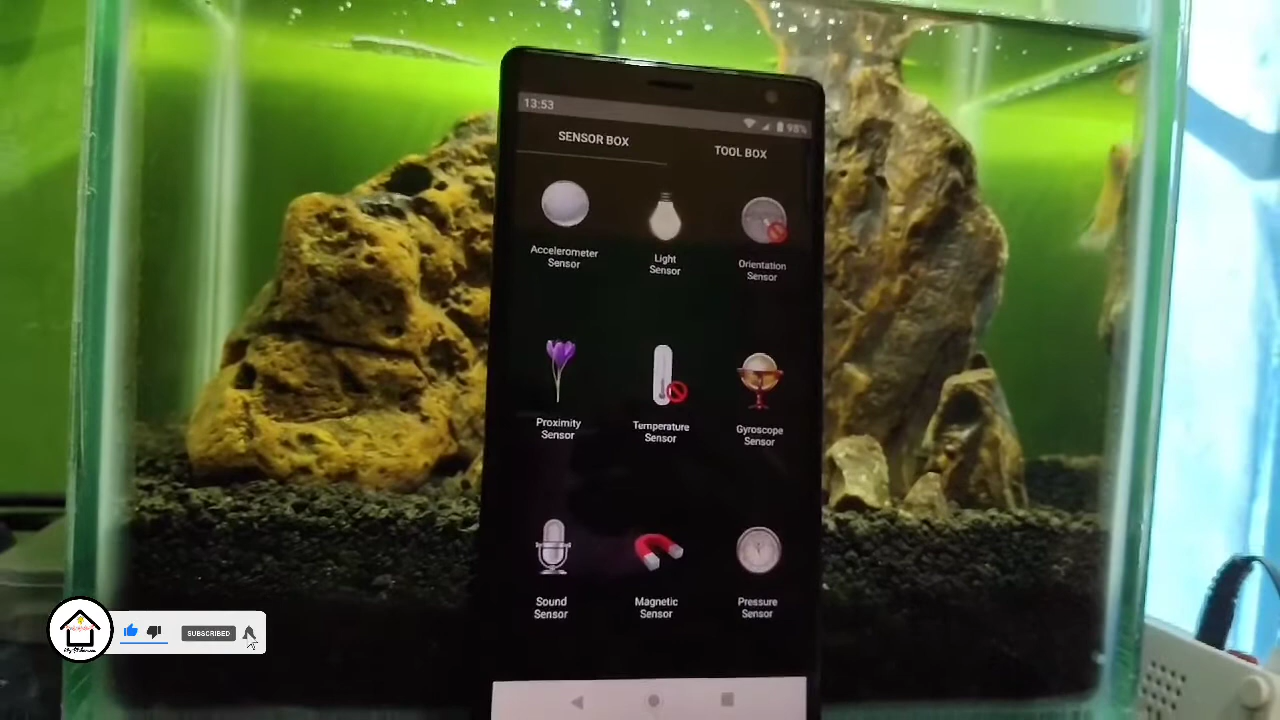 13:53
98%
SENSOR BOX
TOOL BOX
Accelerometer
Sensor
Light
Sensor
Orientation
Sensor
Proximity
Sensor
Temperature
Sensor
Gyroscope
Sensor
Sound
Sensor
Magnetic
Sensor
Pressure
Sensor
SUBSCRIBED